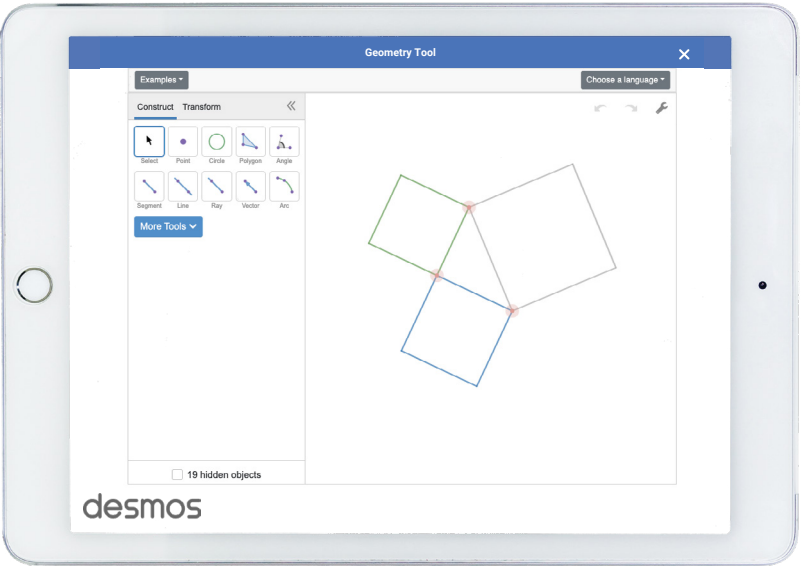 Geometry Tool
Examples
Choose a language
Construct Transform
Select Point Circle Polygon Angle
Segment Line Ray Vector Arc
More Tools
19 hidden objects
desmos